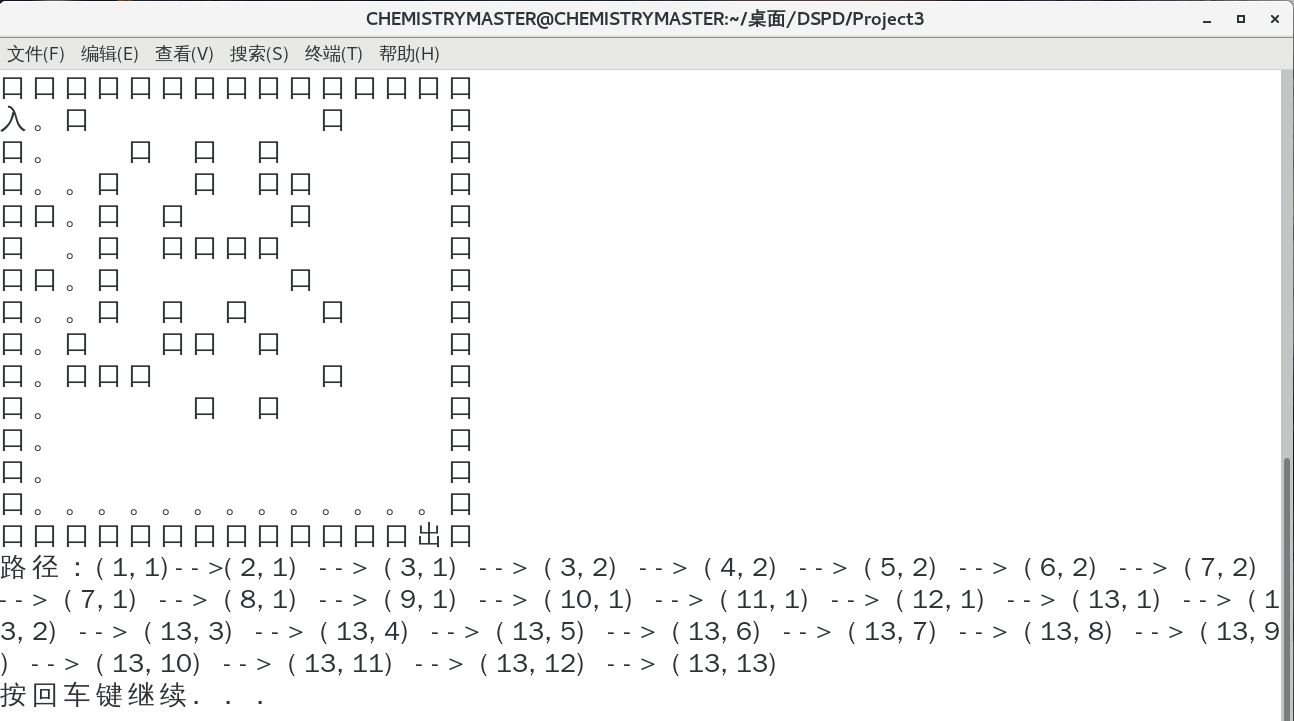 CHEMISTRYMASTER@CHEMISTRYMASTER:~/桌面/DSPD/Project3
文件(F) 编辑(E) 查看(V) 搜索(S) 终端(T) 帮助(H)
口口口口口口口口口口口口口口口
入。口　　　　　　　口　　　口
口。　　口　口　口　　　　　口
口。。口　　口　口口　　　　口
口口。口　口　　　口　　　　口
口　。口　口口口口　　　　　口
口口。口　　　　　口　　　　口
口。。口　口　口　　口　　　口
口。口　　口口　口　　　　　口
口。口口口　　　　　口　　　口
口。　　　　口　口　　　　　口
口。　　　　　　　　　　　　口
口。　　　　　　　　　　　　口
口。。。。。。。。。。。。。口
口口口口口口口口口口口口口出口
路径：(1,1)-->(2,1) --> (3,1) --> (3,2) --> (4,2) --> (5,2) --> (6,2) --> (7,2)
--> (7,1) --> (8,1) --> (9,1) --> (10,1) --> (11,1) --> (12,1) --> (13,1) --> (1
3,2) --> (13,3) --> (13,4) --> (13,5) --> (13,6) --> (13,7) --> (13,8) --> (13,9
) --> (13,10) --> (13,11) --> (13,12) --> (13,13)
按回车键继续. . .